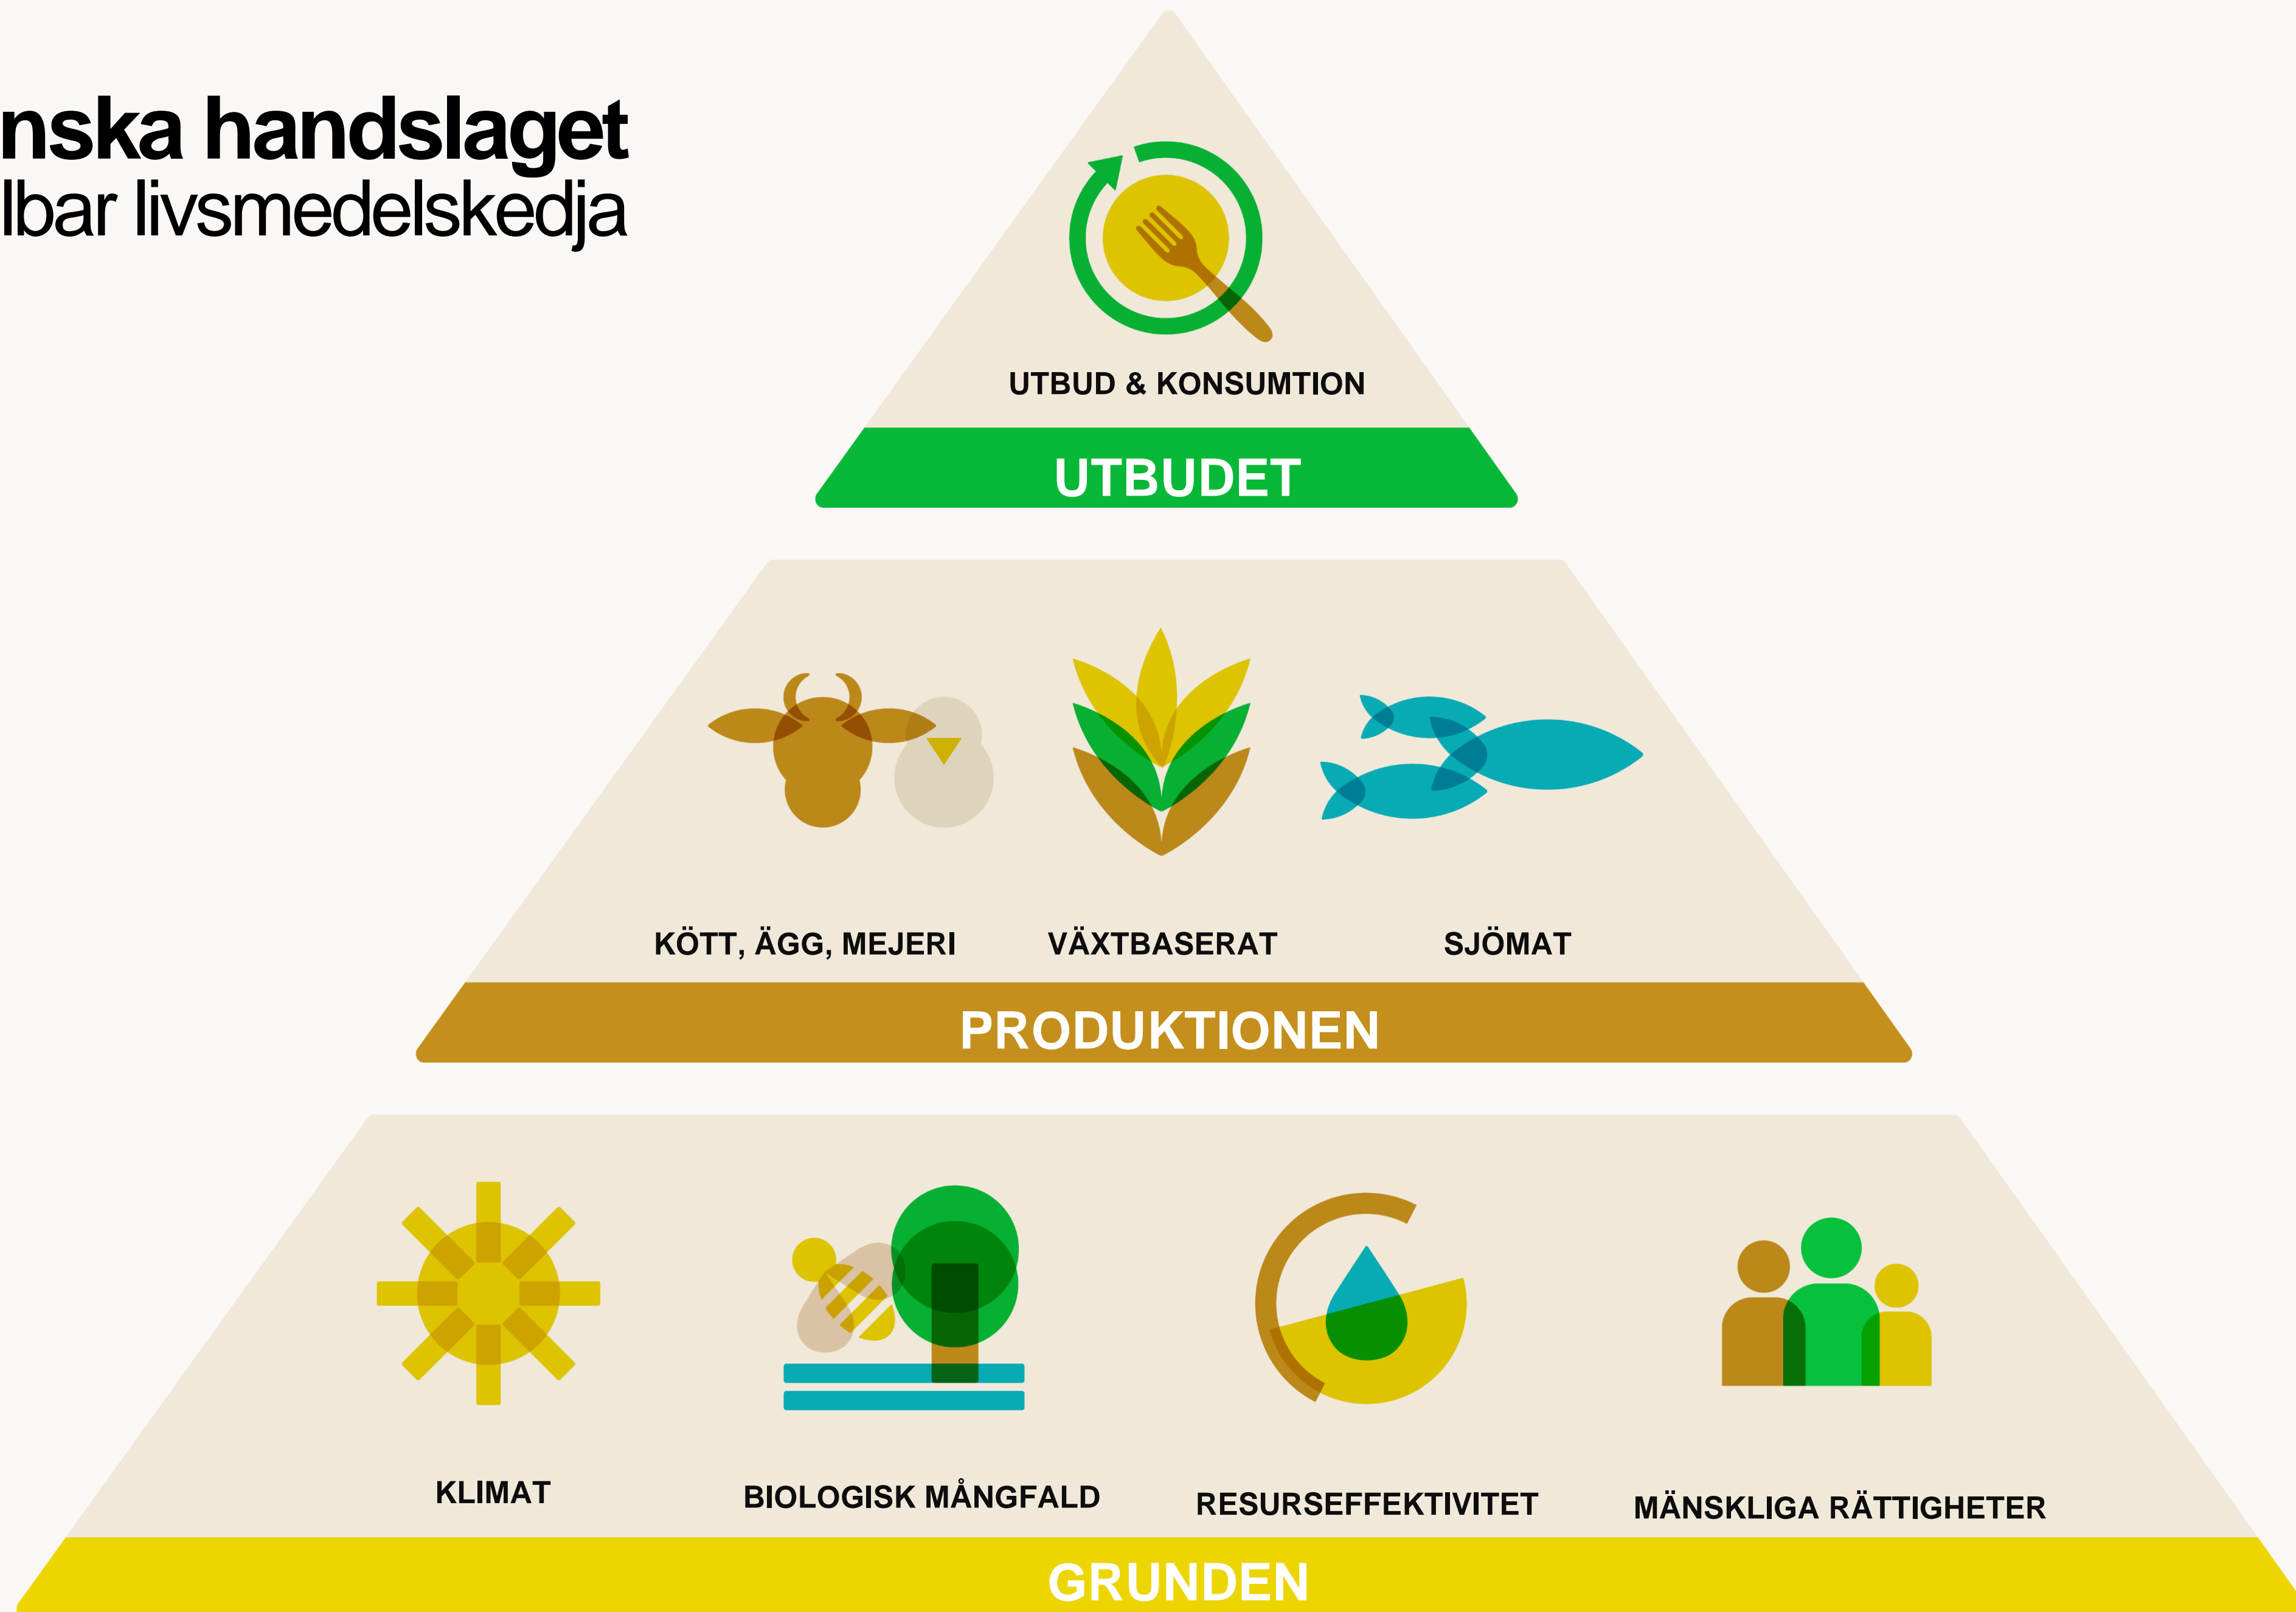 nska handslaget
lbar livsmedelskedja
UTBUD & KONSUMTION
UTBUDET
KÖTT, ÄGG, MEJERI
VÄXTBASERAT
SJÖMAT
PRODUKTIONEN
KLIMAT
BIOLOGISK MÅNGFALD
RESURSEFFEKTIVITET
MÄNSKLIGA RÄTTIGHETER
GRUNDEN